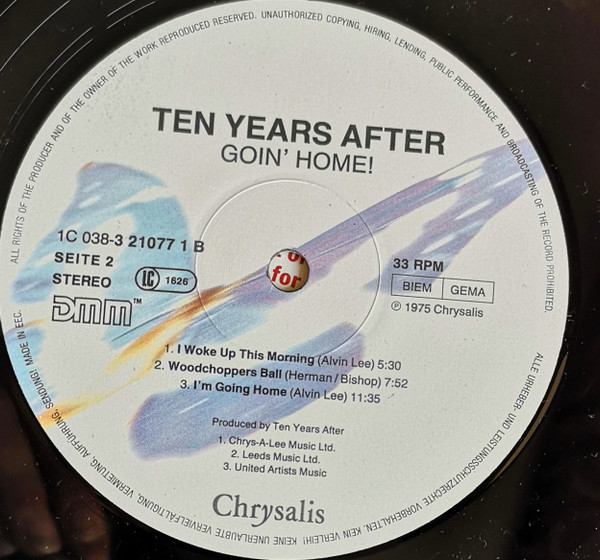 ALL RIGHTS OF THE PRODUCER AND OF THE OWNER OF THE WORK REPRODUCED RESERVED. UNAUTHORIZED COPYING, HIRING, LENDING, PUBLIC PERFORMANCE AND BROADCASTING OF THE RECORD PROHIBITED.
TEN YEARS AFTER
GOIN' HOME!
1C 038-3 21077 1 B
SEITE 2
STEREO
LC 1626
DMM™
for
33 RPM
BIEM GEMA
℗ 1975 Chrysalis
1. I Woke Up This Morning (Alvin Lee) 5:30
2. Woodchoppers Ball (Herman/Bishop) 7:52
3. I'm Going Home (Alvin Lee) 11:35
Produced by Ten Years After
1. Chrys-A-Lee Music Ltd.
2. Leeds Music Ltd.
3. United Artists Music
Chrysalis
ALLE URHEBER- UND LEISTUNGSSCHUTZRECHTE VORBEHALTEN. KEIN VERLEIH! KEINE UNERLAUBTE VERVIELFÄLTIGUNG, VERMIETUNG, AUFFÜHRUNG, SENDUNG! MADE IN EEC.